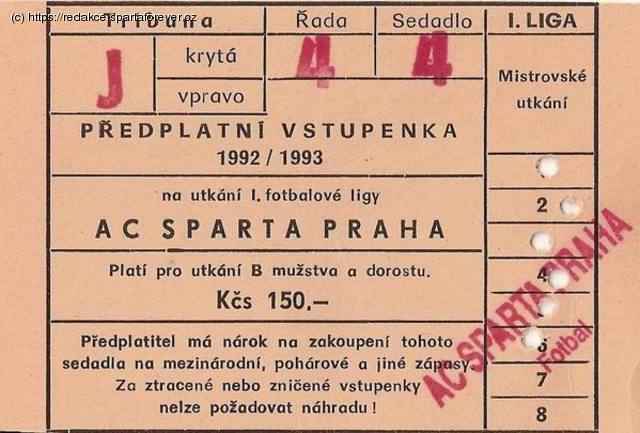 (c) https://redakce.spartaforever.cz
Tribuna
Řada
Sedadlo
I. LIGA
J
krytá
4
4
Mistrovské
utkání
vpravo
PŘEDPLATNÍ VSTUPENKA
1992 / 1993
na utkání I. fotbalové ligy
AC SPARTA PRAHA
Platí pro utkání B mužstva a dorostu.
Kčs 150,–
Předplatitel má nárok na zakoupení tohoto
sedadla na mezinárodní, pohárové a jiné zápasy.
Za ztracené nebo zničené vstupenky
nelze požadovat náhradu!
2
4
6
7
8
AC SPARTA PRAHA
Fotbal